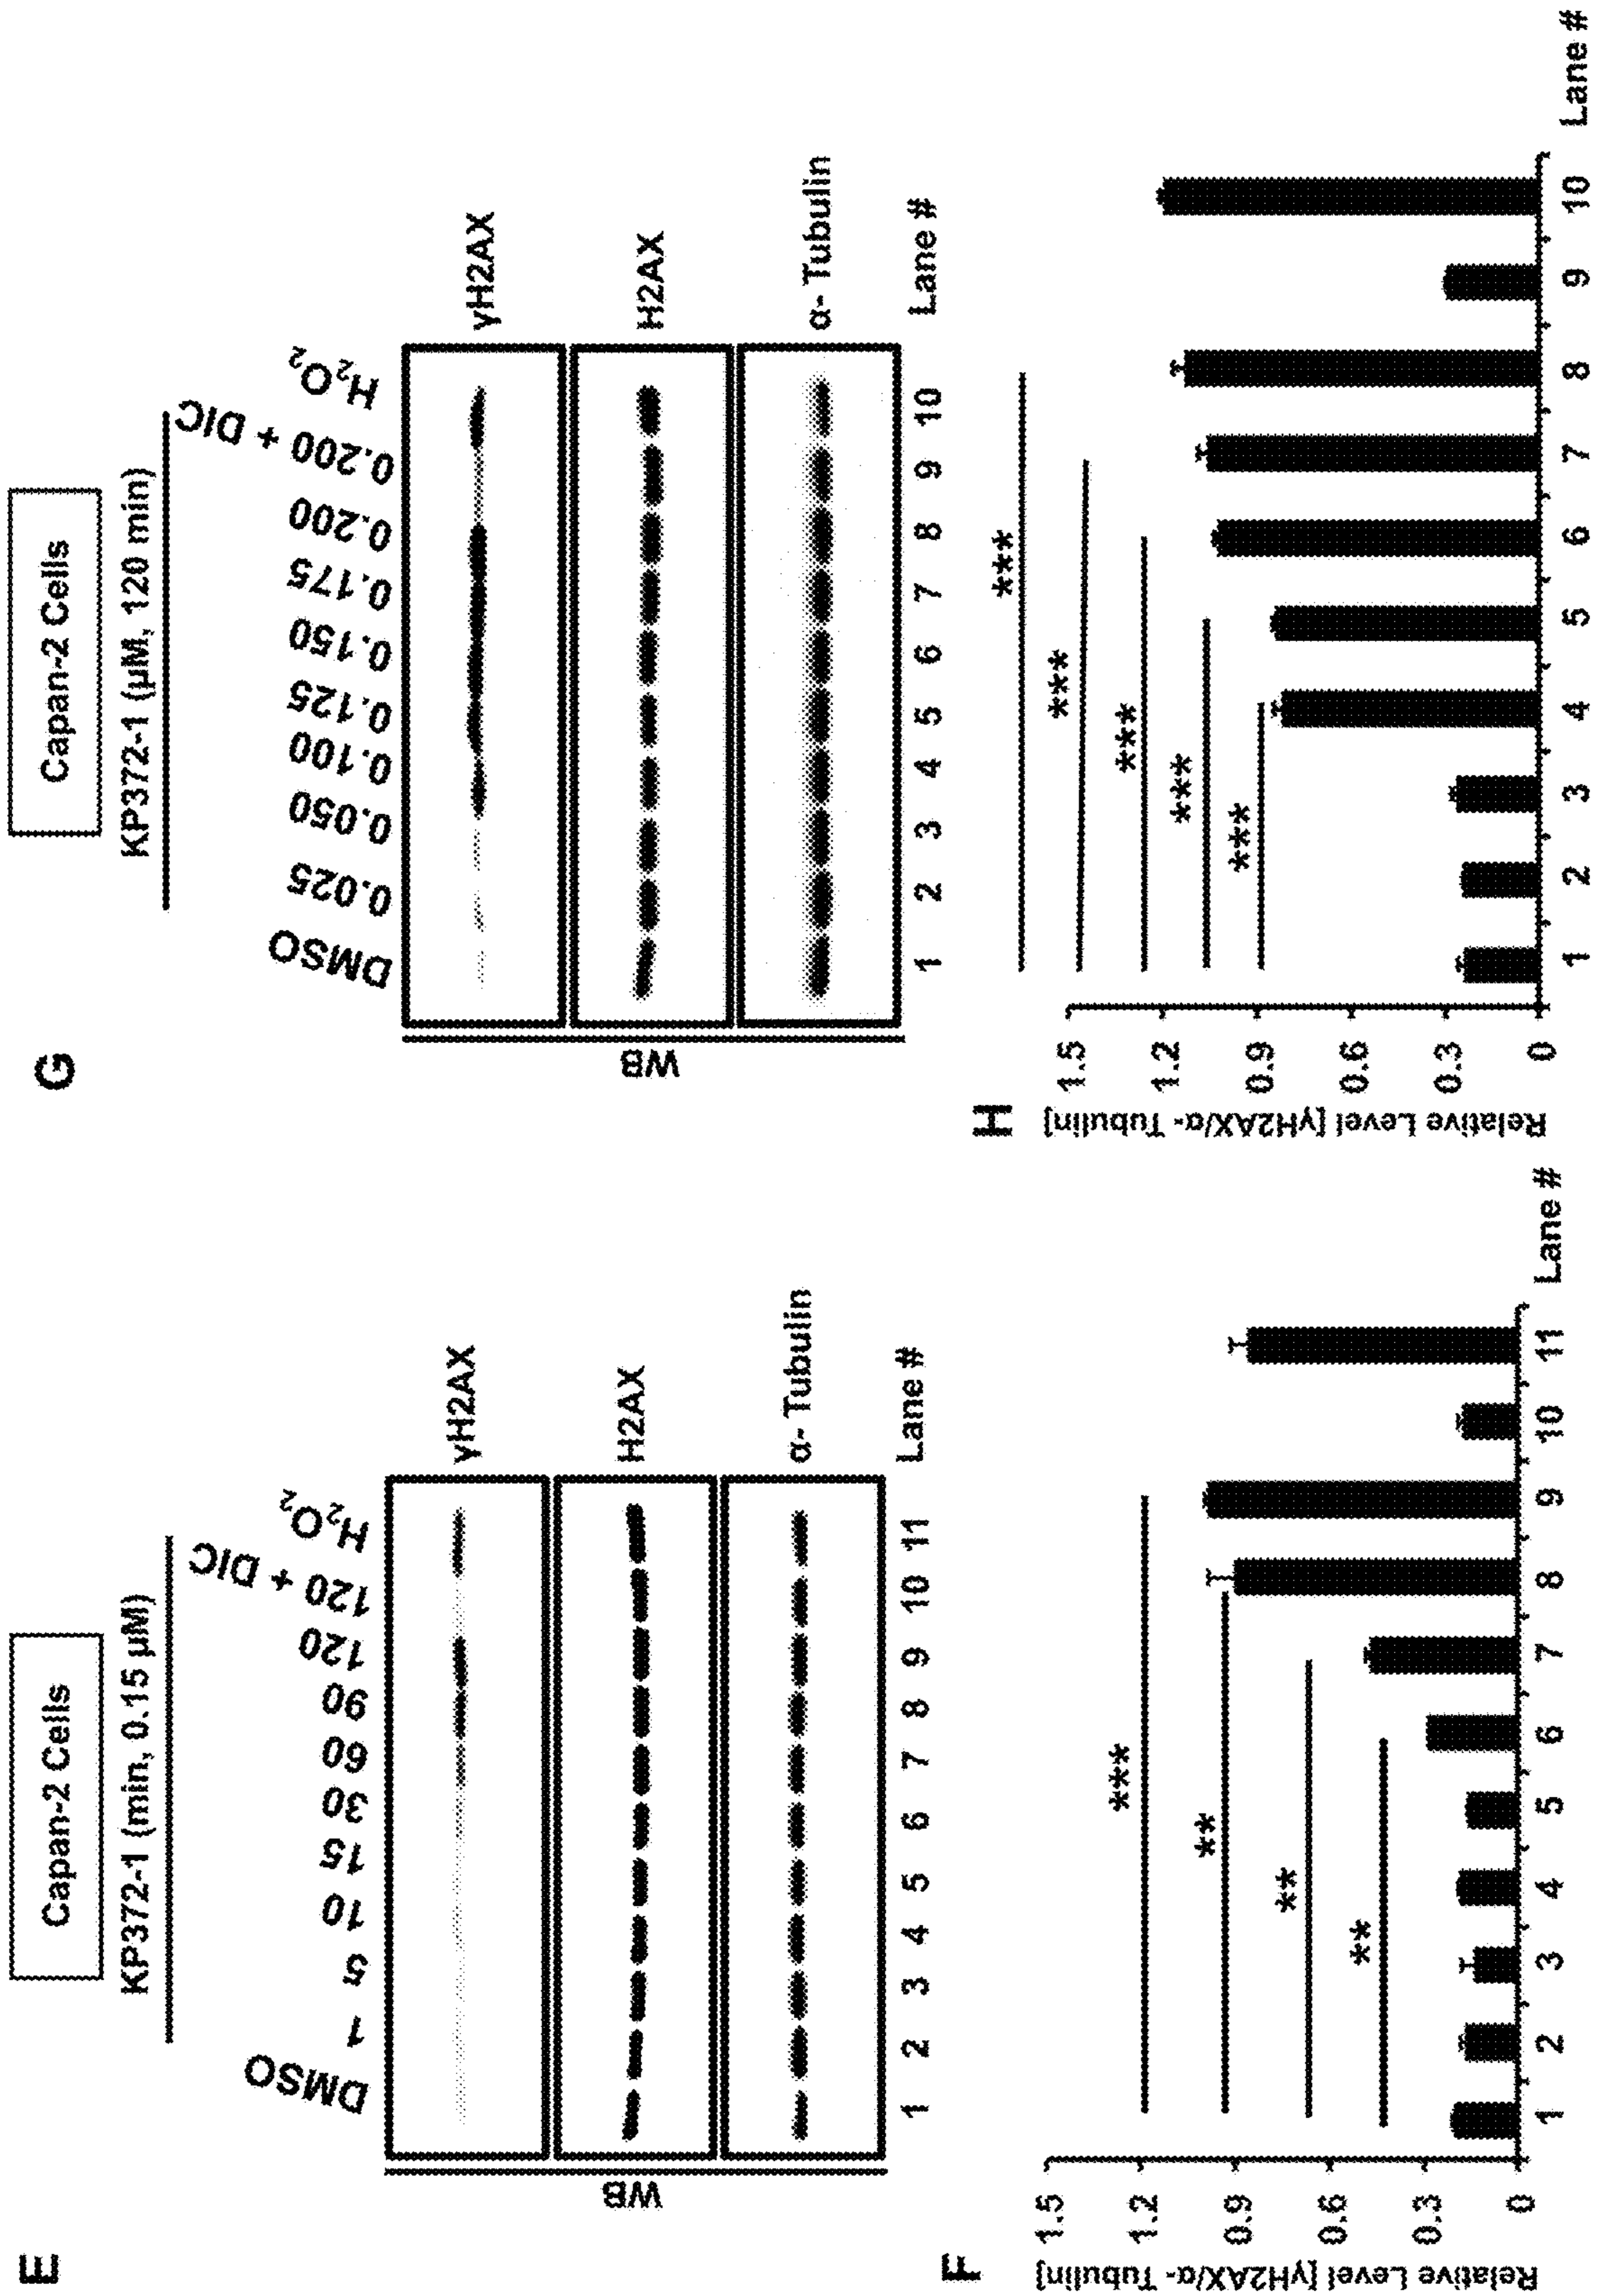 E
Capan-2 Cells
KP372-1 (min, 0.15 µM)
DMSO 1 5 10 15 30 60 90 120 120 + DIC H₂O₂
WB
γH2AX
H2AX
α- Tubulin
1 2 3 4 5 6 7 8 9 10 11 Lane #
F
Relative Level [γH2AX/α- Tubulin]
1.5
1.2
0.9
0.6
0.3
0
***
**
**
**
1 2 3 4 5 6 7 8 9 10 11 Lane #
G
Capan-2 Cells
KP372-1 (µM, 120 min)
DMSO 0.025 0.050 0.100 0.125 0.150 0.175 0.200 0.200 + DIC H₂O₂
WB
γH2AX
H2AX
α- Tubulin
1 2 3 4 5 6 7 8 9 10 Lane #
H
Relative Level [γH2AX/α- Tubulin]
1.5
1.2
0.9
0.6
0.3
0
***
***
***
***
***
1 2 3 4 5 6 7 8 9 10 Lane #